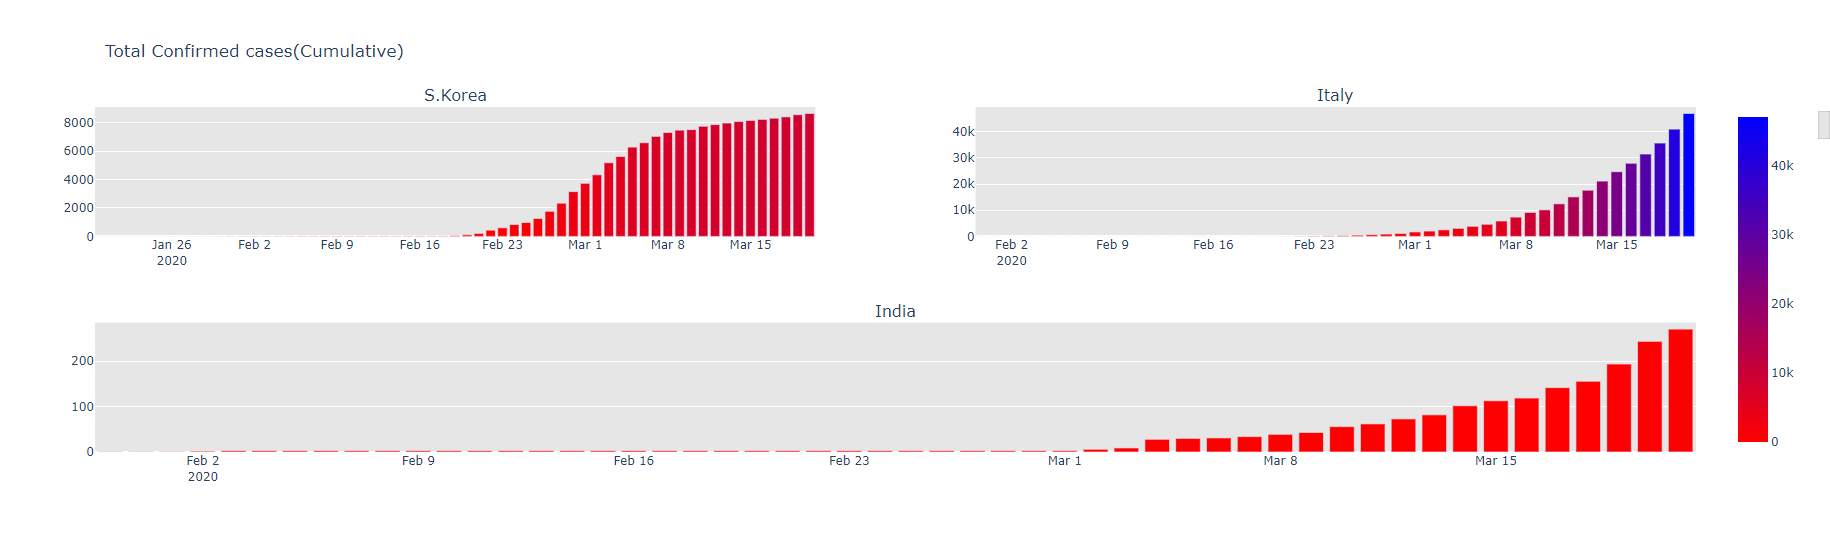 Total Confirmed cases(Cumulative)
S.Korea
8000
6000
4000
2000
0
Jan 26 Feb 2 Feb 9 Feb 16 Feb 23 Mar 1 Mar 8 Mar 15
2020
Italy
40k
30k
20k
10k
0
Feb 2 Feb 9 Feb 16 Feb 23 Mar 1 Mar 8 Mar 15
2020
40k
30k
20k
10k
0
India
200
100
0
Feb 2 Feb 9 Feb 16 Feb 23 Mar 1 Mar 8 Mar 15
2020